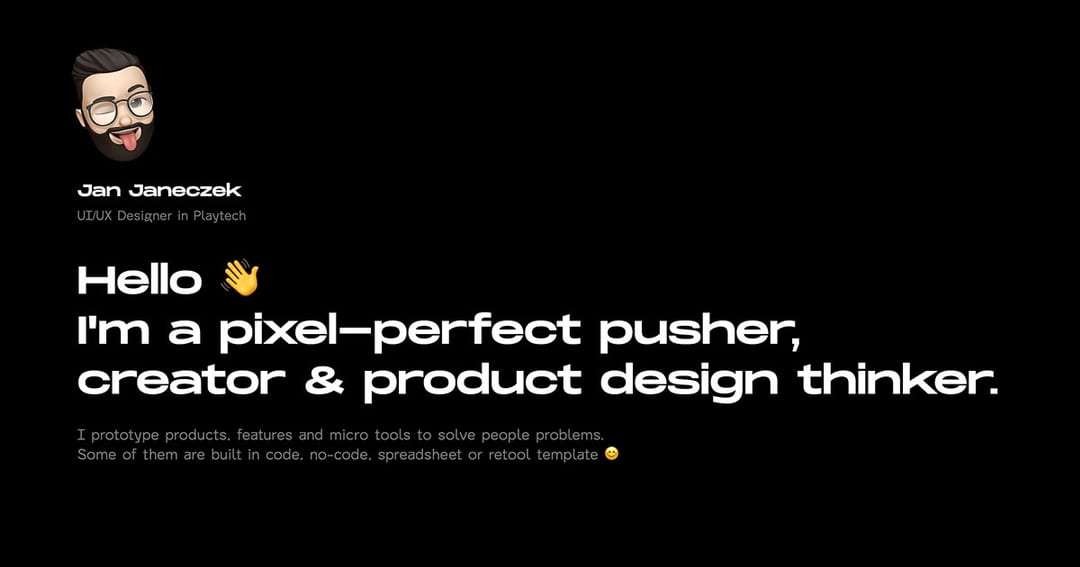 Jan Janeczek
UI/UX Designer in Playtech
Hello 👋
I'm a pixel–perfect pusher,
creator & product design thinker.
I prototype products, features and micro tools to solve people problems.
Some of them are built in code, no-code, spreadsheet or retool template 😊